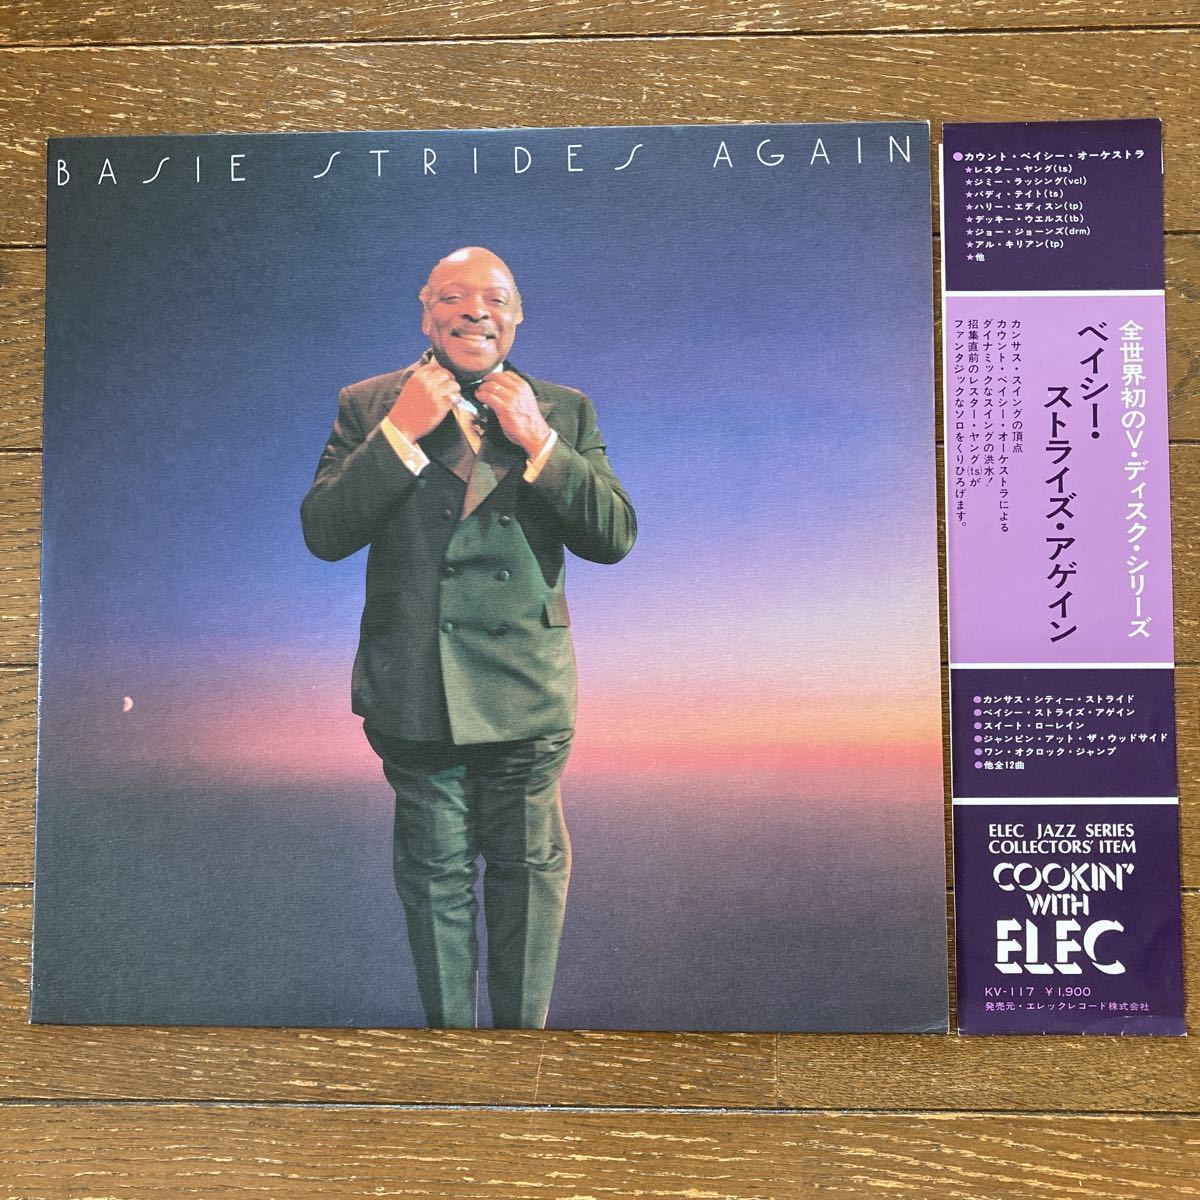 BASIE STRIDES AGAIN
●カウント・ベイシー・オーケストラ
★レスター・ヤング(ts)
★ジミー・ラッシング(vcl)
★バディ・テイト(ts)
★ハリー・エディスン(tp)
★デッキー・ウエルス(tb)
★ジョー・ジョーンズ(drm)
★アル・キリアン(tp)
★他
全世界初のV・ディスク・シリーズ
ベイシー・
ストライズ・アゲイン
カンサス・スイングの頂点
カウント・ベイシー・オーケストラによる
ダイナミックなスイングの洪水!
招集直前のレスター・ヤング(ts)が
ファンタジックなソロをくりひろげます。
●カンサス・シティー・ストライド
●ベイシー・ストライズ・アゲイン
●スイート・ローレイン
●ジャンピン・アット・ザ・ウッドサイド
●ワン・オクロック・ジャンプ
●他全12曲
ELEC JAZZ SERIES
COLLECTORS' ITEM
COOKIN'
WITH
ELEC
KV-117 ¥1,900
発売元・エレックレコード株式会社